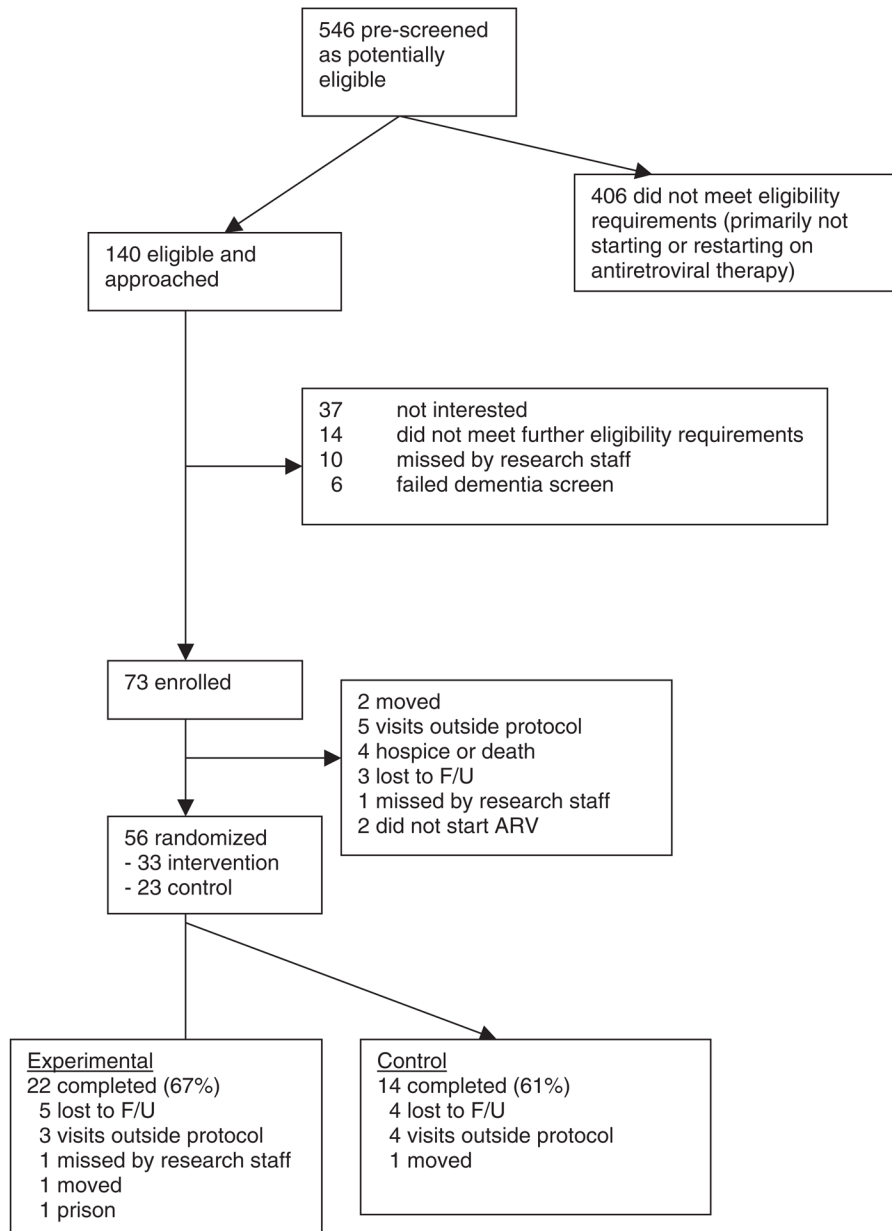 546 pre-screened
as potentially
eligible
406 did not meet eligibility
requirements (primarily not
starting or restarting on
antiretroviral therapy)
140 eligible and
approached
37 not interested
14 did not meet further eligibility requirements
10 missed by research staff
6 failed dementia screen
73 enrolled
2 moved
5 visits outside protocol
4 hospice or death
3 lost to F/U
1 missed by research staff
2 did not start ARV
56 randomized
- 33 intervention
- 23 control
Experimental
22 completed (67%)
5 lost to F/U
3 visits outside protocol
1 missed by research staff
1 moved
1 prison
Control
14 completed (61%)
4 lost to F/U
4 visits outside protocol
1 moved